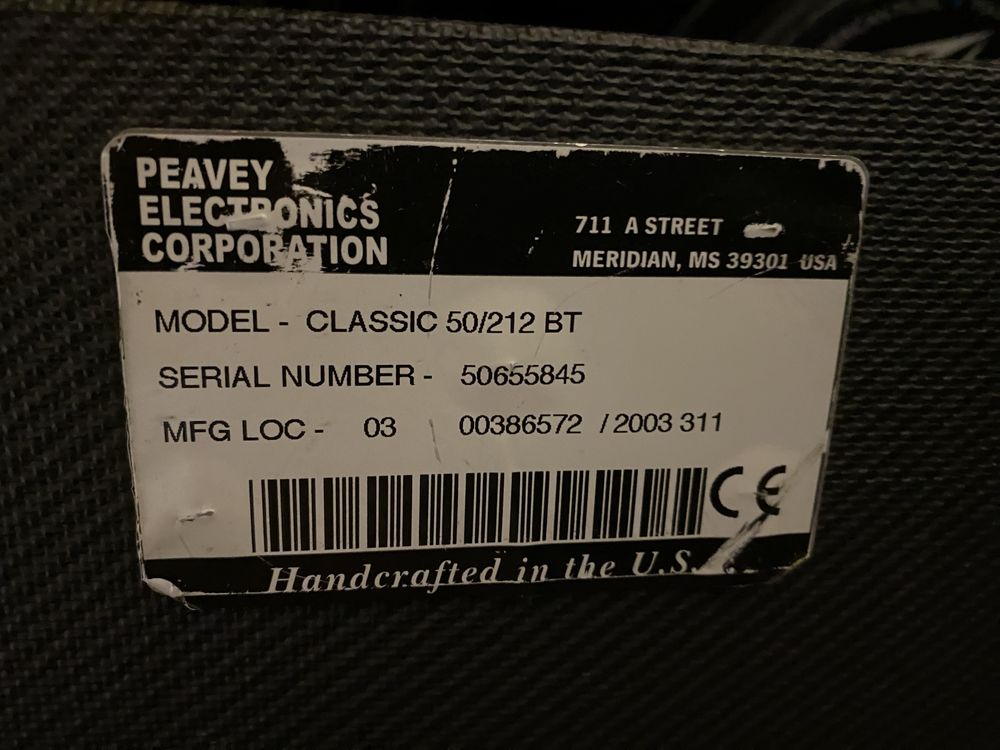 PEAVEY
ELECTRONICS
CORPORATION
711 A STREET
MERIDIAN, MS 39301 USA
MODEL - CLASSIC 50/212 BT
SERIAL NUMBER - 50655845
MFG LOC - 03 00386572 / 2003 311
CE
Handcrafted in the U.S.